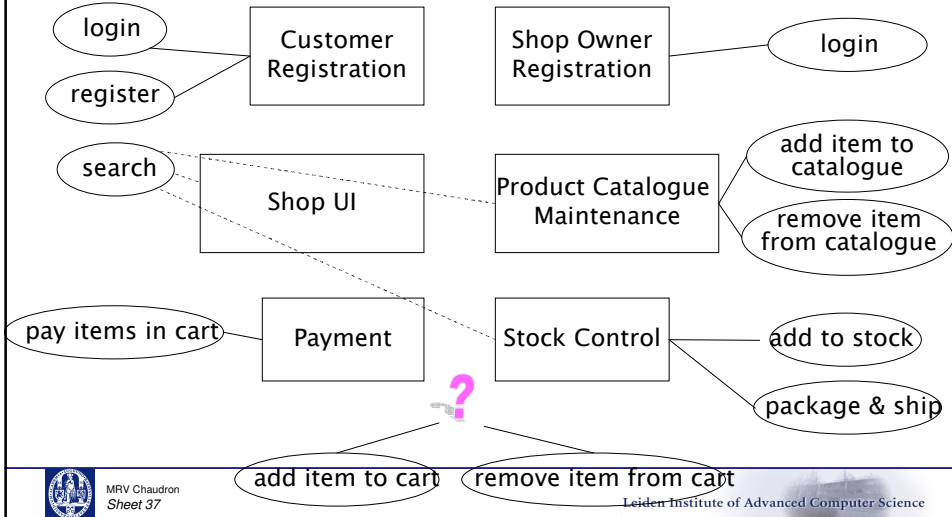 login
Customer
Registration
Shop Owner
Registration
login
register
search
Shop UI
Product Catalogue
Maintenance
add item to
catalogue
remove item
from catalogue
pay items in cart
Payment
Stock Control
add to stock
package & ship
?
add item to cart
remove item from cart
MRV Chaudron
Sheet 37
Leiden Institute of Advanced Computer Science